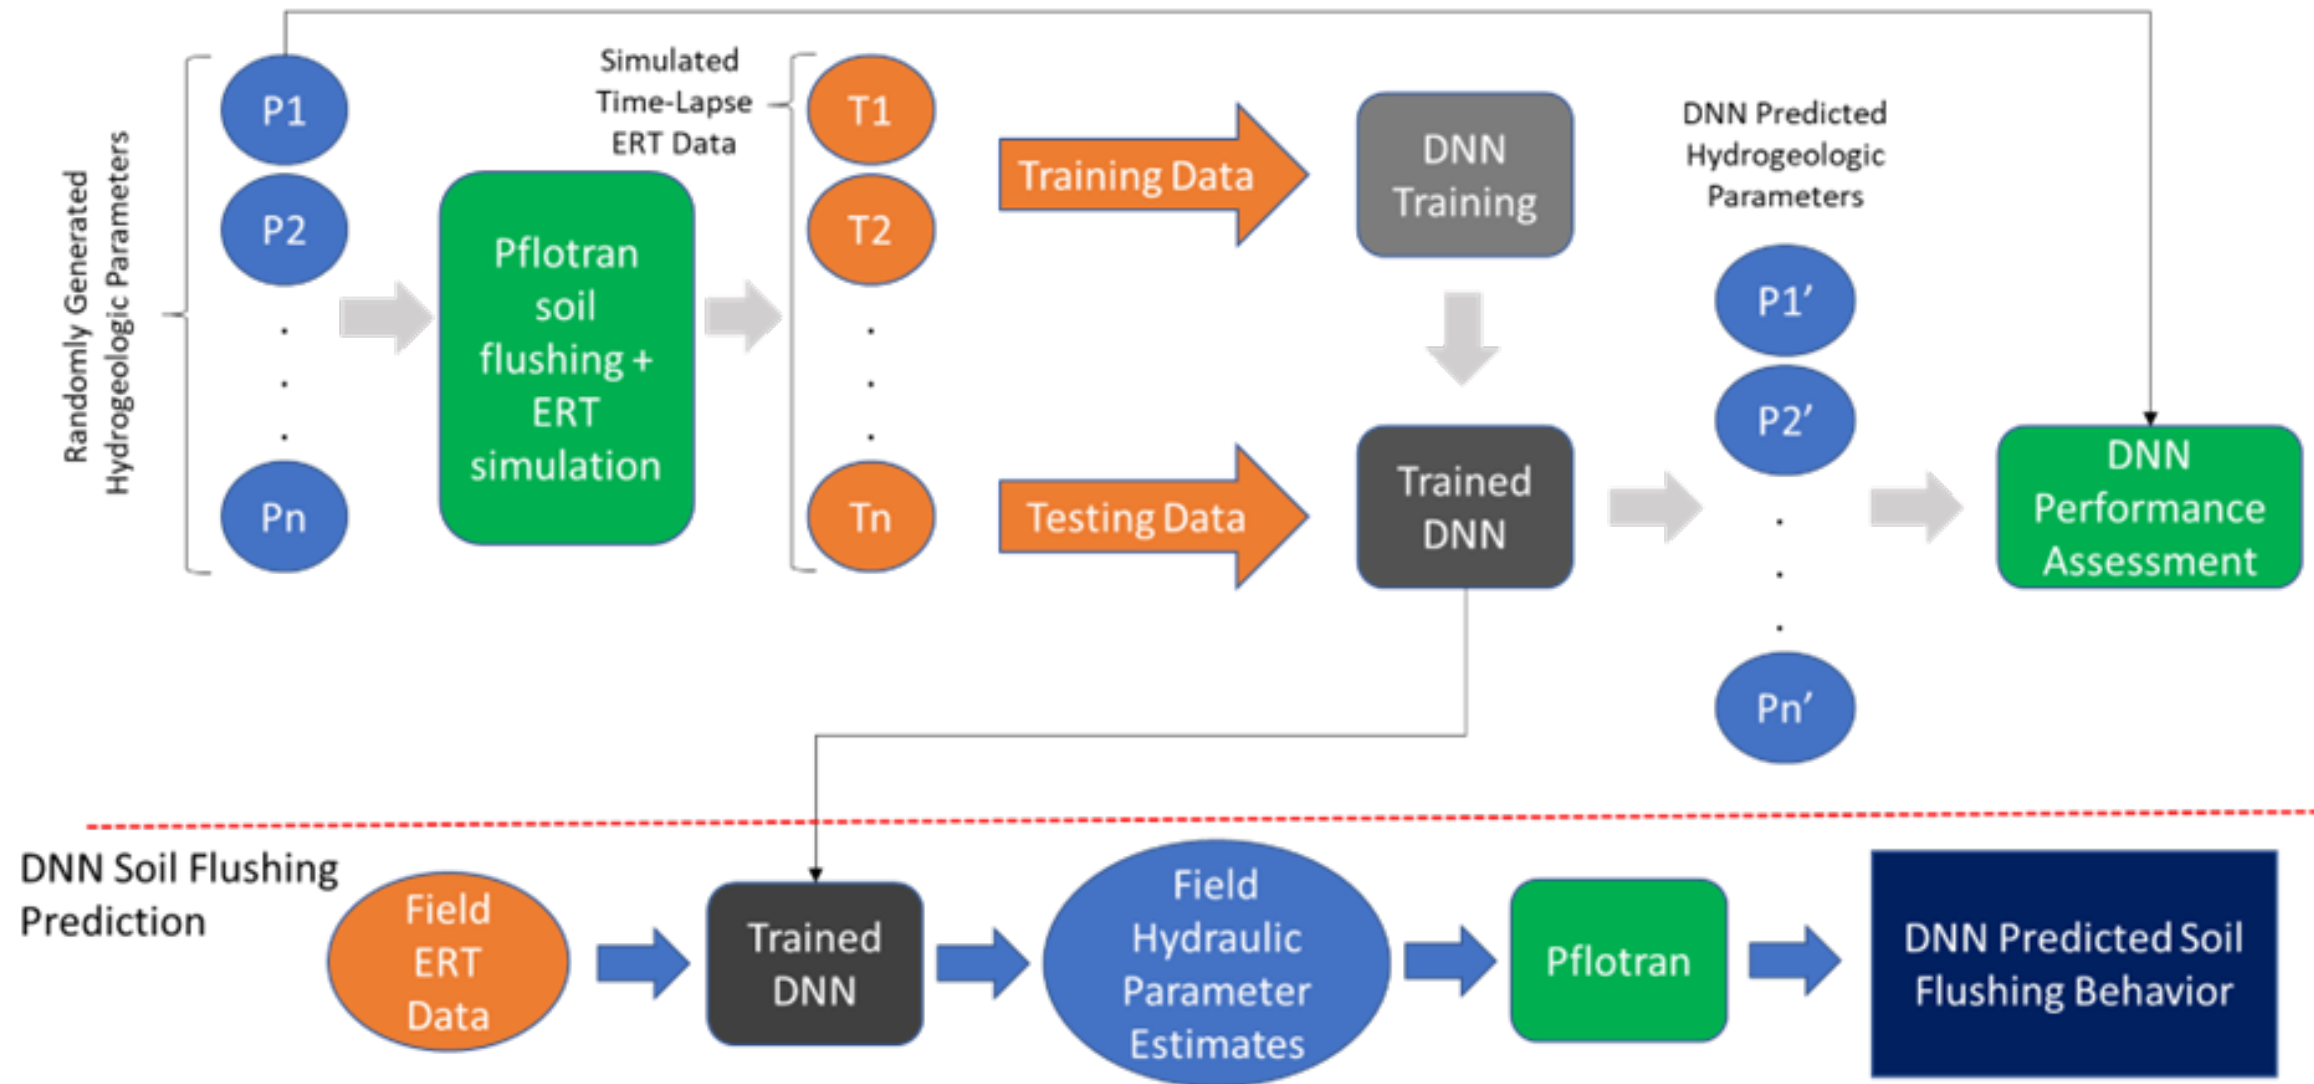 Randomly Generated
Hydrogeologic Parameters
P1
P2
.
.
.
Pn
Pflotran
soil
flushing +
ERT
simulation
Simulated
Time-Lapse
ERT Data
T1
T2
.
.
.
Tn
Training Data
Testing Data
DNN
Training
Trained
DNN
DNN Predicted
Hydrogeologic
Parameters
P1’
P2’
.
.
.
Pn’
DNN
Performance
Assessment
DNN Soil Flushing
Prediction
Field
ERT
Data
Trained
DNN
Field
Hydraulic
Parameter
Estimates
Pflotran
DNN Predicted Soil
Flushing Behavior